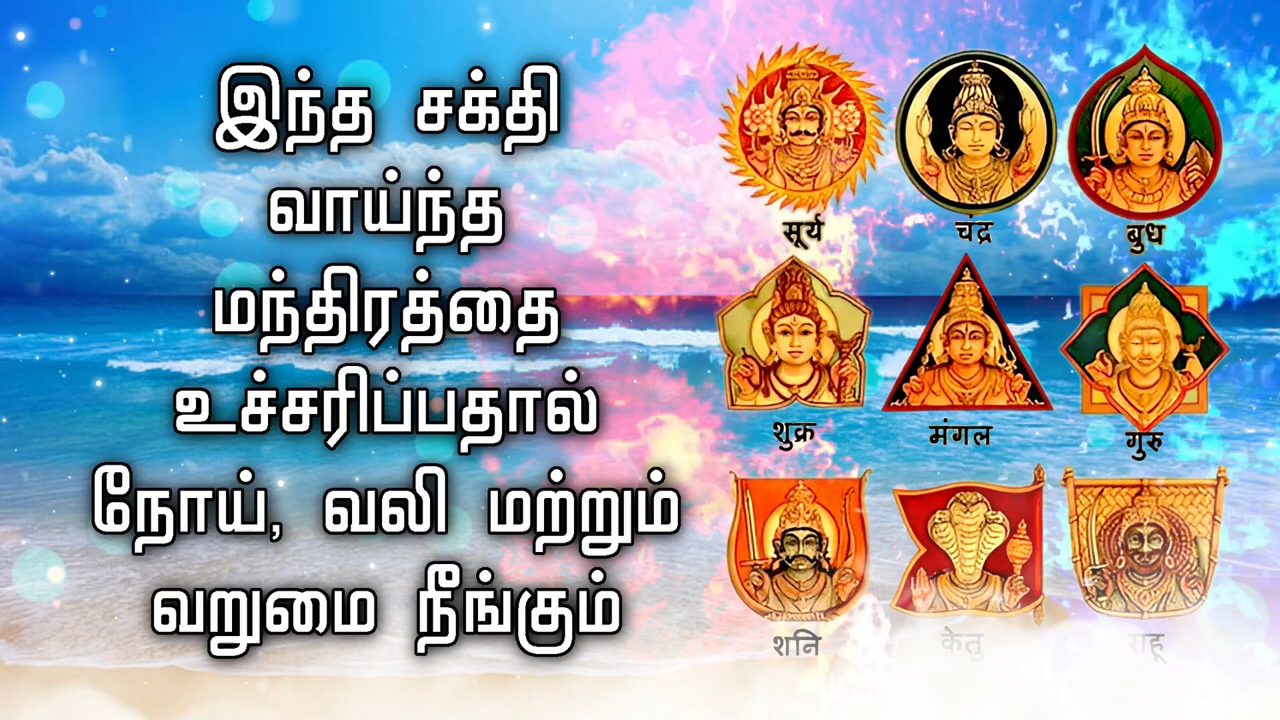 இந்த சக்தி
வாய்ந்த
மந்திரத்தை
உச்சரிப்பதால்
நோய், வலி மற்றும்
வறுமை நீங்கும்
सूर्य चंद्र बुध
शुक्र मंगल गुरु
शनि केतु राहू